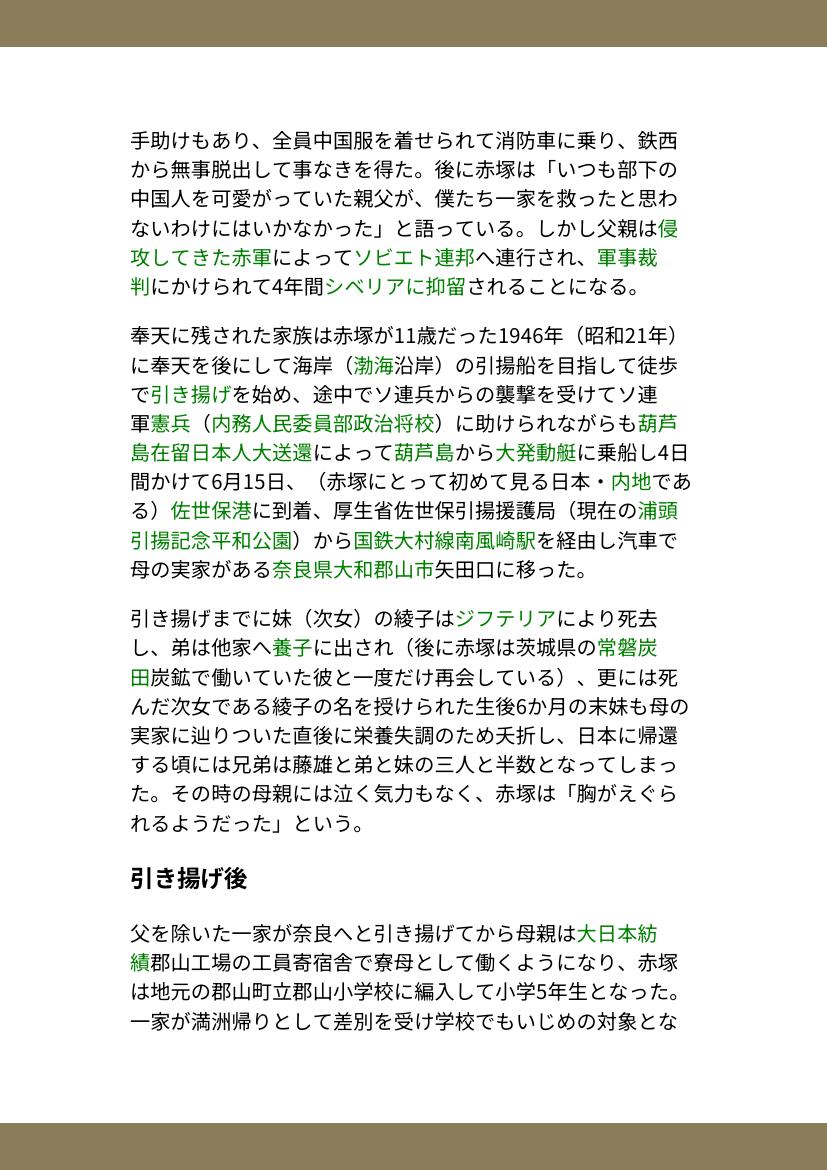 手助けもあり、全員中国服を着せられて消防車に乗り、鉄西
から無事脱出して事なきを得た。後に赤塚は「いつも部下の
中国人を可愛がっていた親父が、僕たち一家を救ったと思わ
ないわけにはいかなかった」と語っている。しかし父親は侵
攻してきた赤軍によってソビエト連邦へ連行され、軍事裁
判にかけられて4年間シベリアに抑留されることになる。
奉天に残された家族は赤塚が11歳だった1946年（昭和21年）
に奉天を後にして海岸（渤海沿岸）の引揚船を目指して徒歩
で引き揚げを始め、途中でソ連兵からの襲撃を受けてソ連
軍憲兵（内務人民委員部政治将校）に助けられながらも葫芦
島在留日本人大送還によって葫芦島から大発動艇に乗船し4日
間かけて6月15日、（赤塚にとって初めて見る日本・内地であ
る）佐世保港に到着、厚生省佐世保引揚援護局（現在の浦頭
引揚記念平和公園）から国鉄大村線南風崎駅を経由し汽車で
母の実家がある奈良県大和郡山市矢田口に移った。
引き揚げまでに妹（次女）の綾子はジフテリアにより死去
し、弟は他家へ養子に出され（後に赤塚は茨城県の常磐炭
田炭鉱で働いていた彼と一度だけ再会している）、更には死
んだ次女である綾子の名を授けられた生後6か月の末妹も母の
実家に辿りついた直後に栄養失調のため夭折し、日本に帰還
する頃には兄弟は藤雄と弟と妹の三人と半数となってしまっ
た。その時の母親には泣く気力もなく、赤塚は「胸がえぐら
れるようだった」という。
引き揚げ後
父を除いた一家が奈良へと引き揚げてから母親は大日本紡
績郡山工場の工員寄宿舎で寮母として働くようになり、赤塚
は地元の郡山町立郡山小学校に編入して小学5年生となった。
一家が満洲帰りとして差別を受け学校でもいじめの対象とな